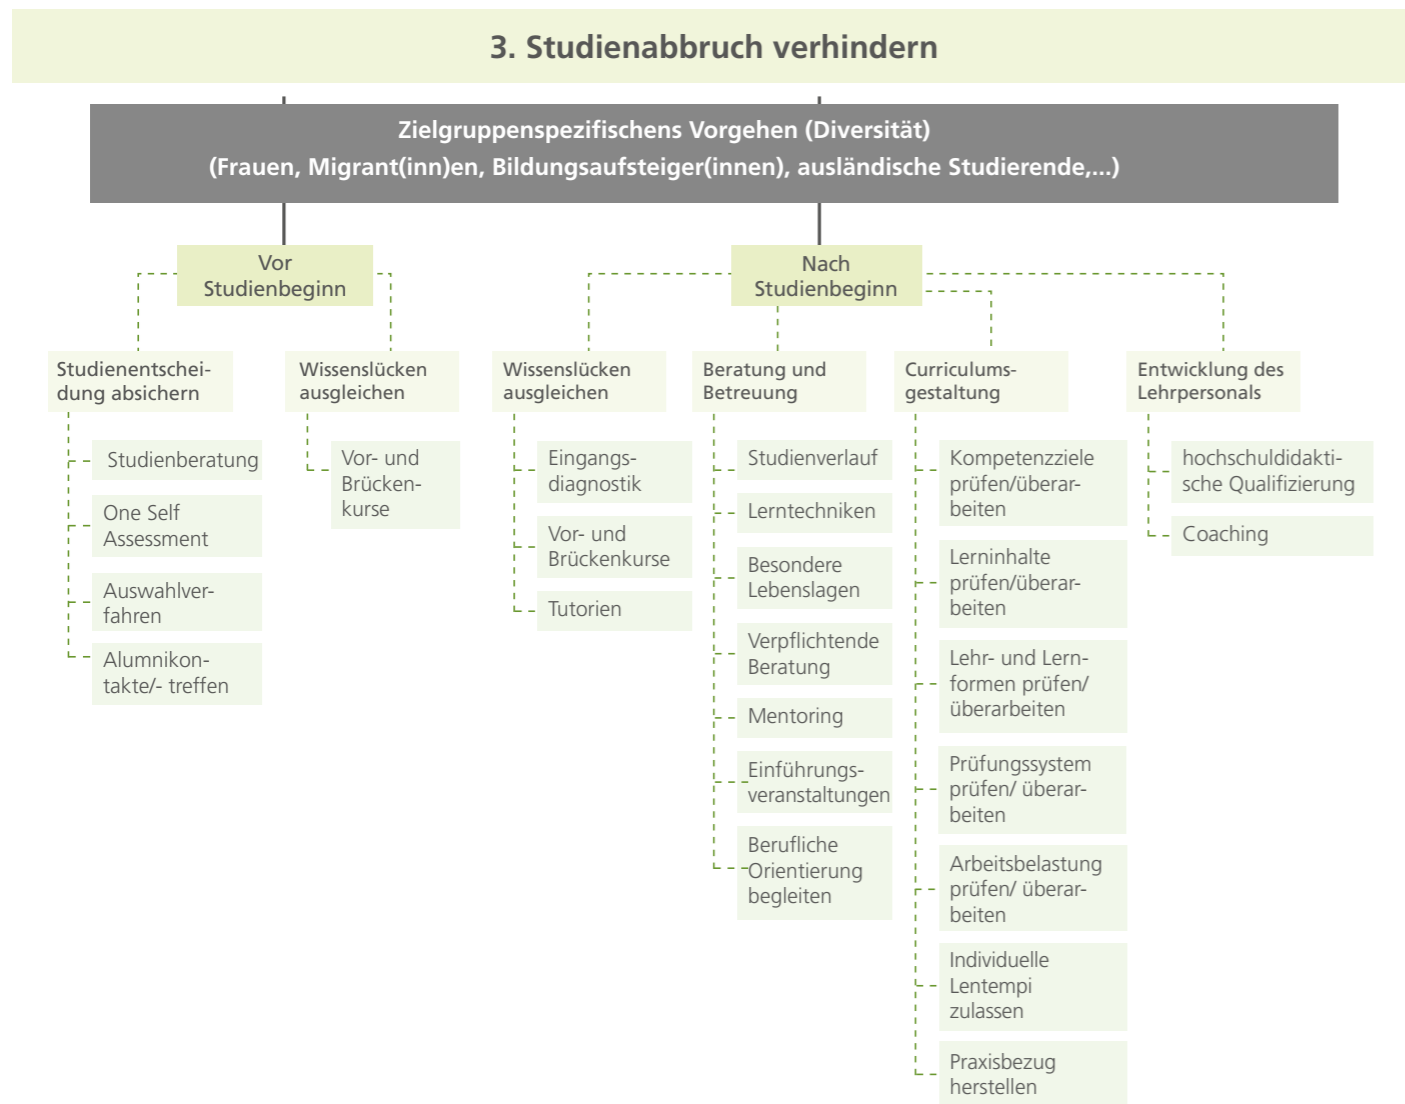 3. Studienabbruch verhindern
Zielgruppenspezifischens Vorgehen (Diversität)
(Frauen, Migrant(inn)en, Bildungsaufsteiger(innen), ausländische Studierende,...)
Vor
Studienbeginn
Nach
Studienbeginn
Studienentschei-
dung absichern
Studienberatung
One Self
Assessment
Auswahlver-
fahren
Alumnikon-
takte/- treffen
Wissenslücken
ausgleichen
Vor- und
Brücken-
kurse
Wissenslücken
ausgleichen
Eingangs-
diagnostik
Vor- und
Brückenkurse
Tutorien
Beratung und
Betreuung
Studienverlauf
Lerntechniken
Besondere
Lebenslagen
Verpflichtende
Beratung
Mentoring
Einführungs-
veranstaltungen
Berufliche
Orientierung
begleiten
Curriculums-
gestaltung
Kompetenzziele
prüfen/überar-
beiten
Lerninhalte
prüfen/überar-
beiten
Lehr- und Lern-
formen prüfen/
überarbeiten
Prüfungssystem
prüfen/ überar-
beiten
Arbeitsbelastung
prüfen/ überar-
beiten
Individuelle
Lentempi
zulassen
Praxisbezug
herstellen
Entwicklung des
Lehrpersonals
hochschuldidakti-
sche Qualifizierung
Coaching